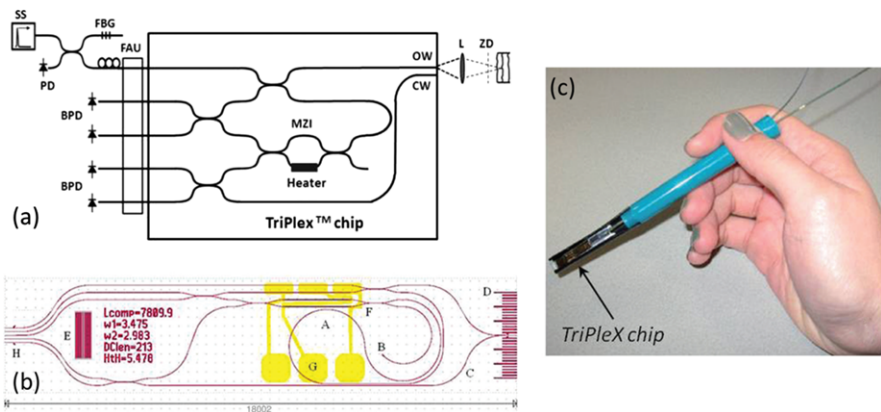 SS
FBG
FAU
PD
BPD
BPD
MZI
Heater
OW
CW
L
ZD
TriPlex™ chip
(a)
(b)
Lcomp=7809.9
w1=3.475
w2=2.983
DClen=213
HtH=5.478
A
B
C
D
E
F
G
H
18002
(c)
TriPleX chip